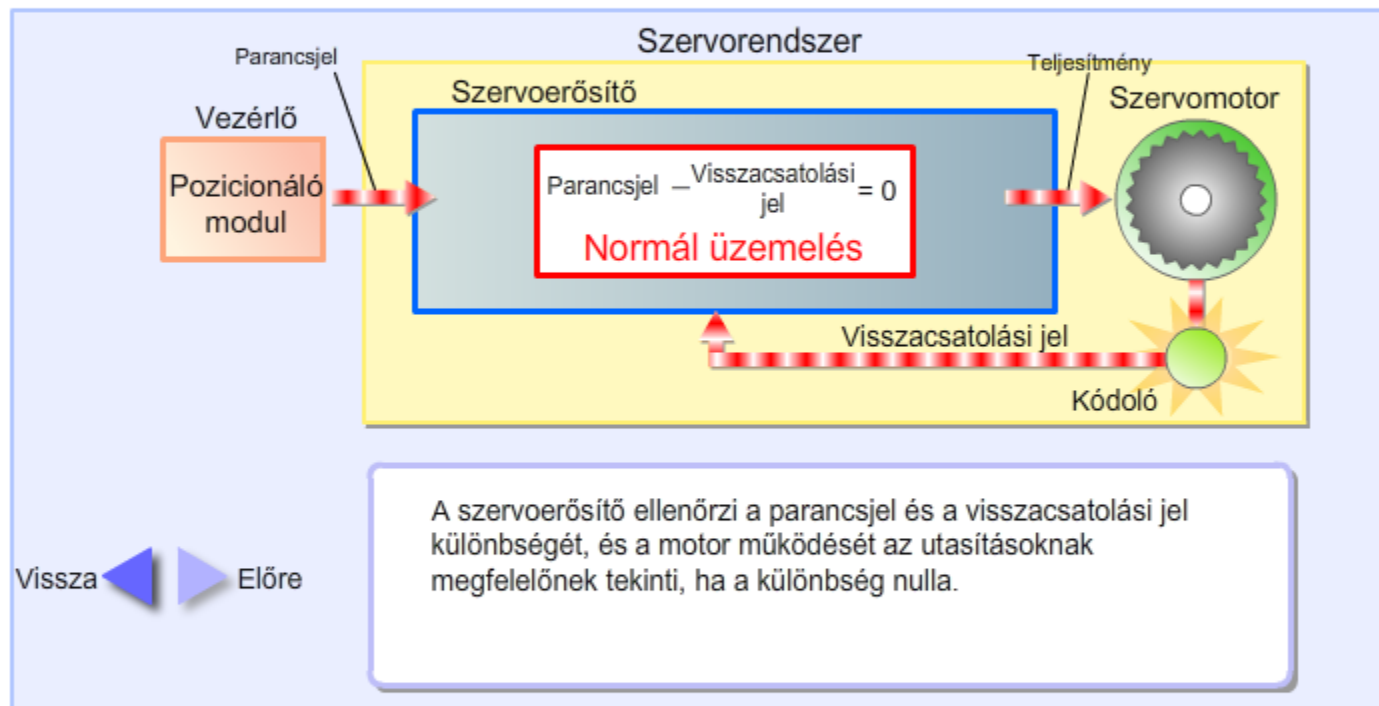 Szervorendszer
Parancsjel
Teljesítmény
Szervoerősítő
Szervomotor
Vezérlő
Pozicionáló
modul
Parancsjel – Visszacsatolási
jel = 0
Normál üzemelés
Visszacsatolási jel
Kódoló
A szervoerősítő ellenőrzi a parancsjel és a visszacsatolási jel
különbségét, és a motor működését az utasításoknak
megfelelőnek tekinti, ha a különbség nulla.
Vissza
Előre